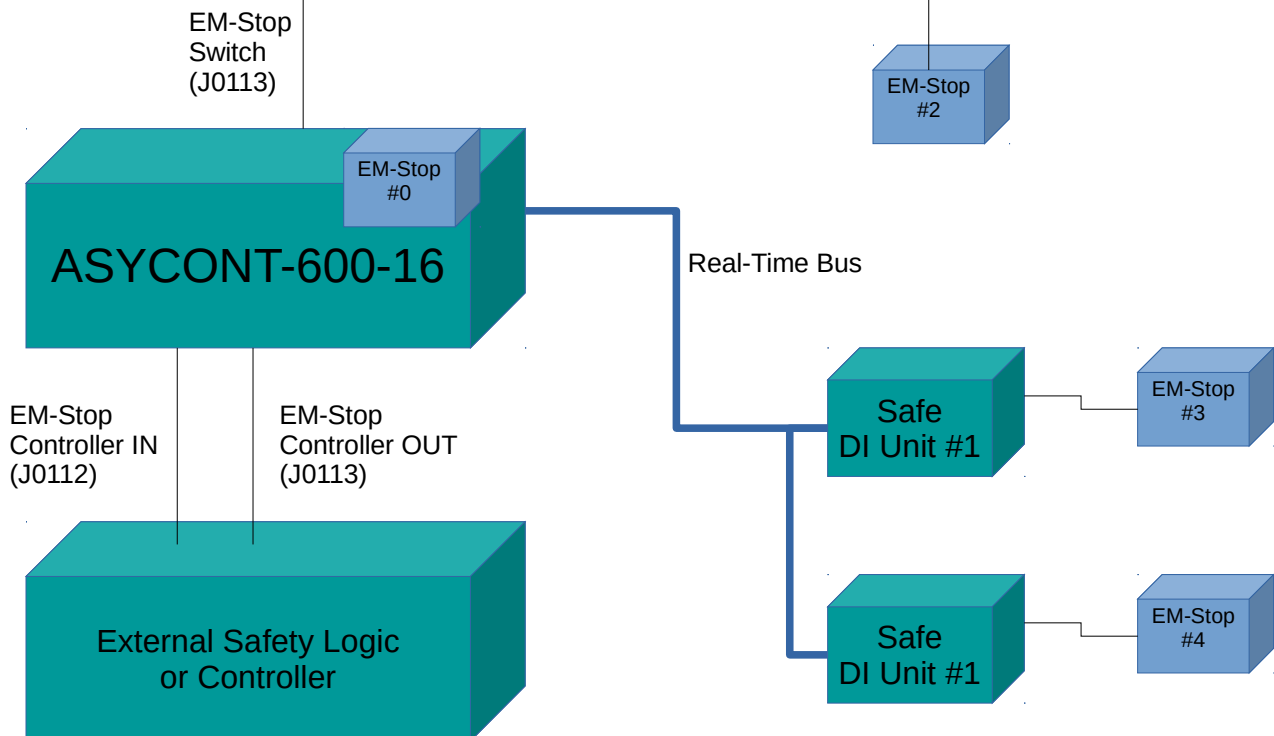 EM-Stop
Switch
(J0113)
EM-Stop
#2
EM-Stop
#0
ASYCONT-600-16
Real-Time Bus
EM-Stop
Controller IN
(J0112)
EM-Stop
Controller OUT
(J0113)
Safe
DI Unit #1
EM-Stop
#3
External Safety Logic
or Controller
Safe
DI Unit #1
EM-Stop
#4